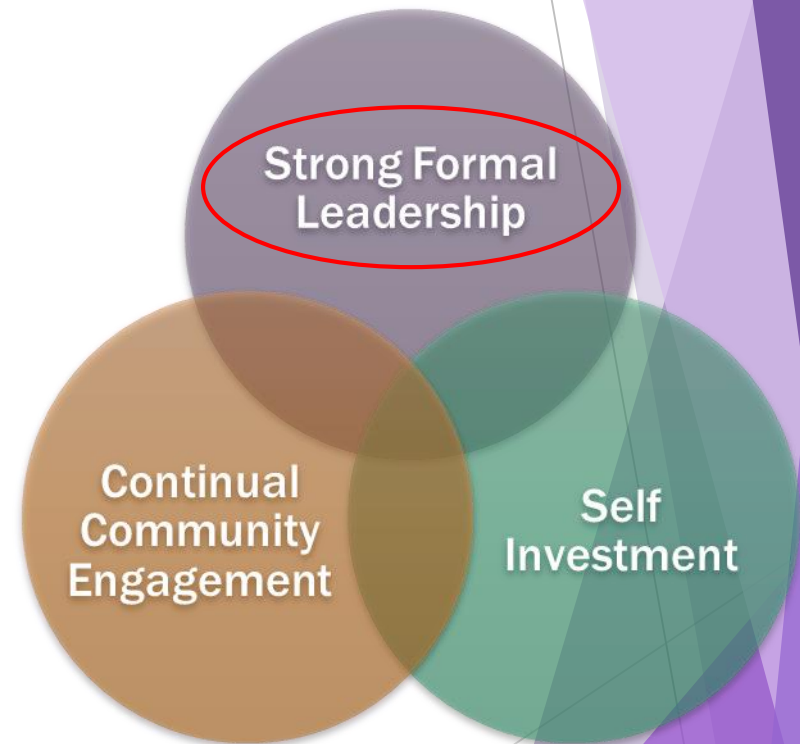 Strong Formal
Leadership
Continual
Community
Engagement
Self
Investment